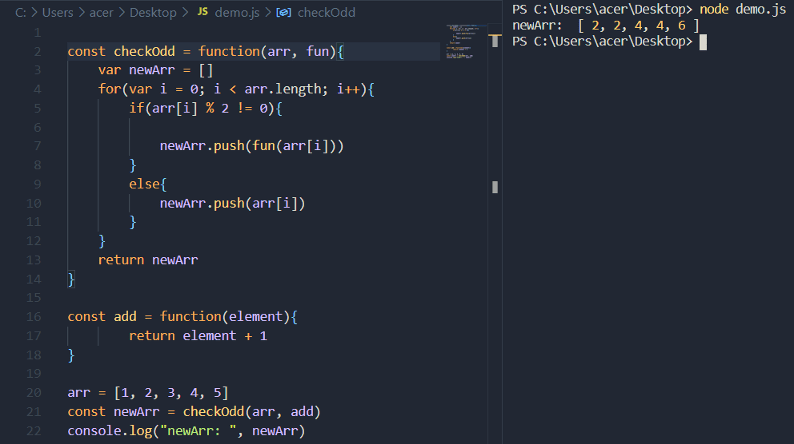 C: > Users > acer > Desktop > JS demo.js > checkOdd
1
2 const checkOdd = function(arr, fun){
3     var newArr = []
4     for(var i = 0; i < arr.length; i++){
5         if(arr[i] % 2 != 0){
6
7             newArr.push(fun(arr[i]))
8         }
9         else{
10             newArr.push(arr[i])
11         }
12     }
13     return newArr
14 }
15
16 const add = function(element){
17         return element + 1
18 }
19
20 arr = [1, 2, 3, 4, 5]
21 const newArr = checkOdd(arr, add)
22 console.log("newArr: ", newArr)
PS C:\Users\acer\Desktop> node demo.js
newArr:  [ 2, 2, 4, 4, 6 ]
PS C:\Users\acer\Desktop>